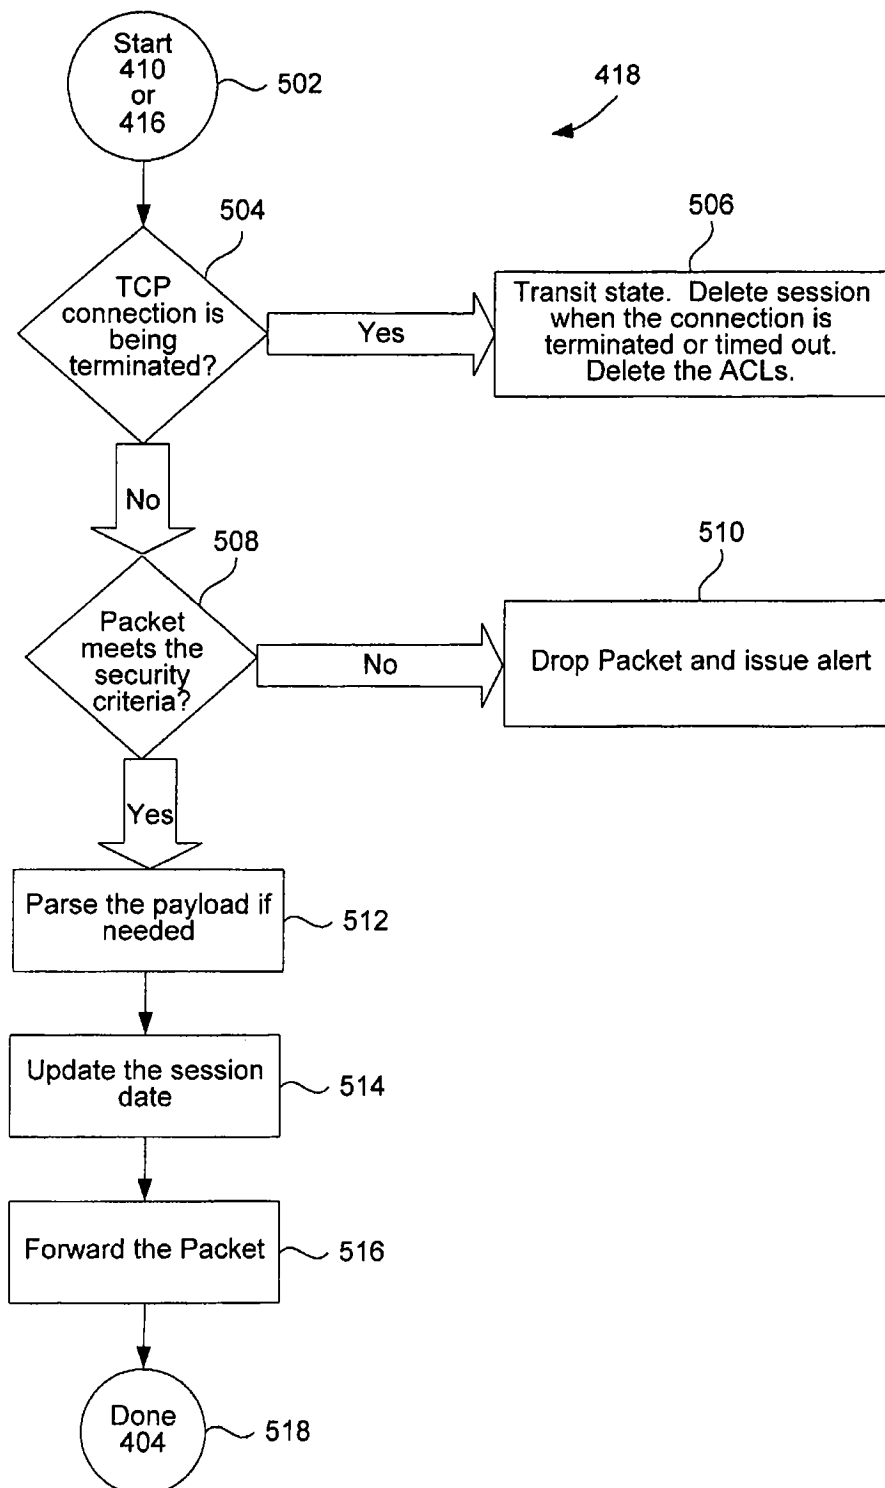 Start
410
or
416
502
418
504
TCP
connection is
being
terminated?
Yes
506
Transit state. Delete session
when the connection is
terminated or timed out.
Delete the ACLs.
No
508
Packet
meets the
security
criteria?
No
510
Drop Packet and issue alert
Yes
Parse the payload if
needed
512
Update the session
date
514
Forward the Packet
516
Done
404
518